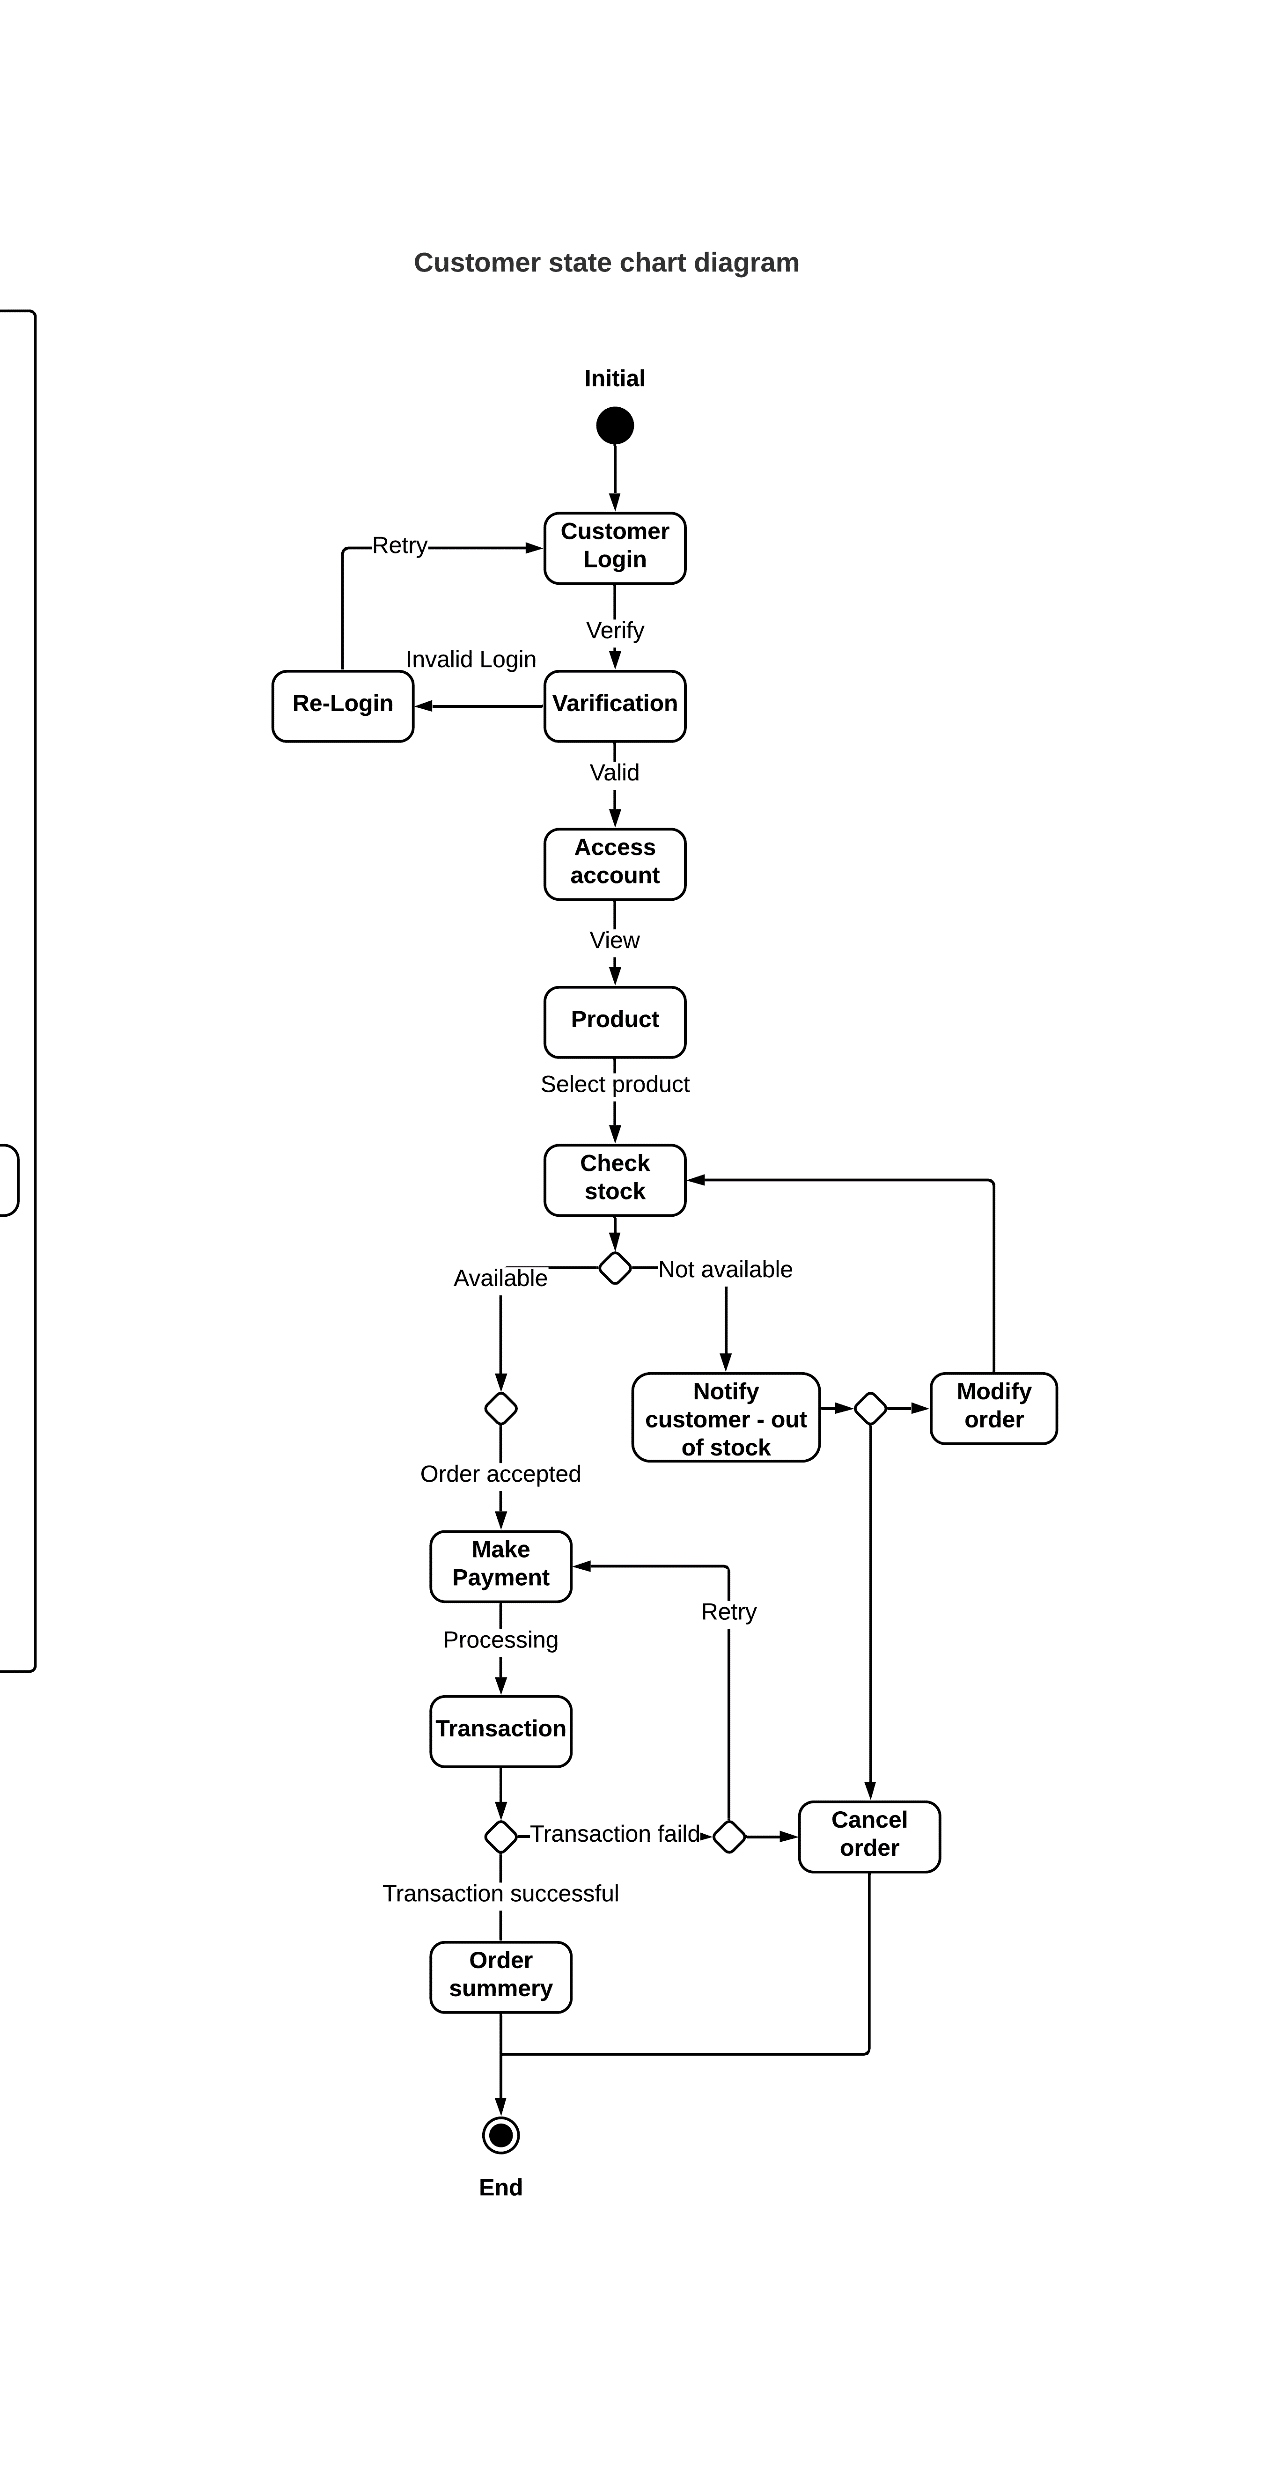 Customer state chart diagram
Initial
Customer
Login
Retry
Verify
Invalid Login
Re-Login
Varification
Valid
Access
account
View
Product
Select product
Check
stock
Available
Not available
Notify
customer - out
of stock
Modify
order
Order accepted
Make
Payment
Retry
Processing
Transaction
Transaction faild
Cancel
order
Transaction successful
Order
summery
End